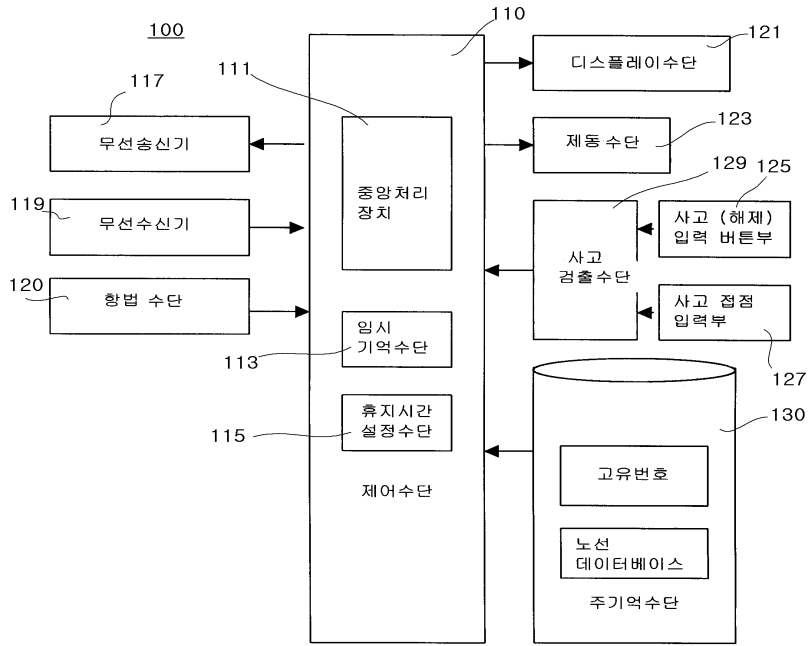 100
110
111
117
무선송신기
119
무선수신기
120
항법 수단
중앙처리
장치
임시
기억수단
113
휴지시간
설정수단
115
제어수단
121
디스플레이수단
123
제동 수단
129
사고
검출수단
125
사고 (해제)
입력 버튼부
사고 접점
입력부
127
130
고유번호
노선
데이터베이스
주기억수단